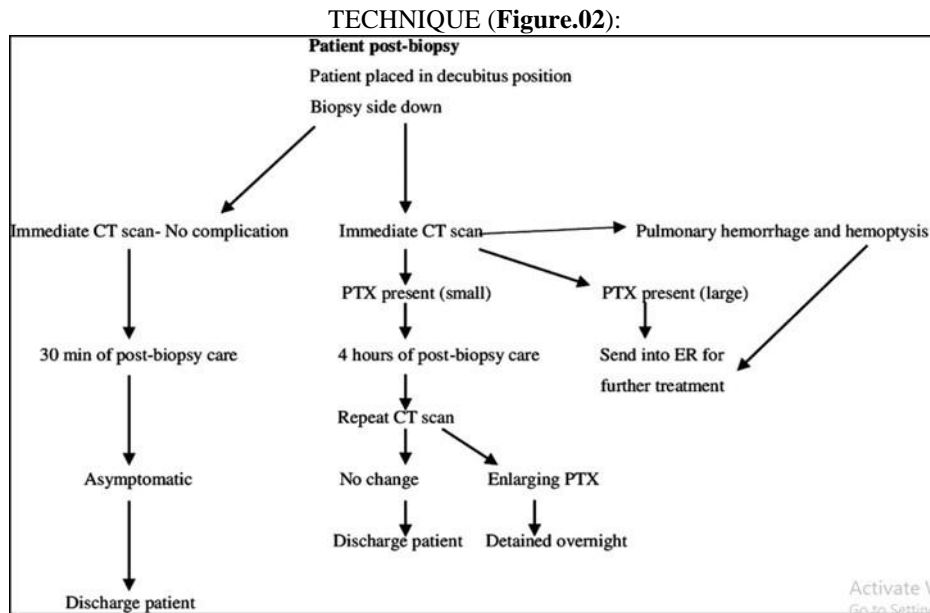 TECHNIQUE (Figure.02):
Patient post-biopsy
Patient placed in decubitus position
Biopsy side down
Immediate CT scan- No complication
Immediate CT scan
Pulmonary hemorrhage and hemoptysis
PTX present (small)
PTX present (large)
30 min of post-biopsy care
4 hours of post-biopsy care
Send into ER for
further treatment
Repeat CT scan
Asymptomatic
No change
Enlarging PTX
Discharge patient
Detained overnight
Discharge patient
Activate
Go to Setting